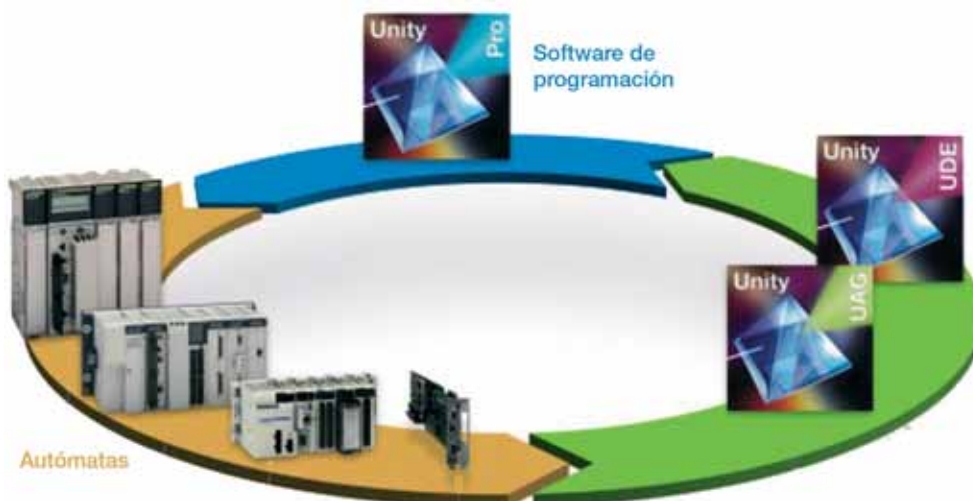 Unity
Pro
Software de
programación
Unity
UDE
Unity
UAG
Autómatas